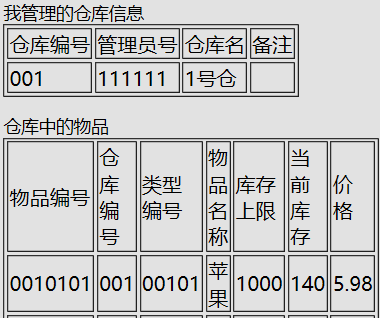 我管理的仓库信息
仓库编号 管理员号 仓库名 备注
001 111111 1号仓
仓库中的物品
物品编号 仓库编号 类型编号 物品名称 库存上限 当前库存 价格
0010101 001 00101 苹果 1000 140 5.98